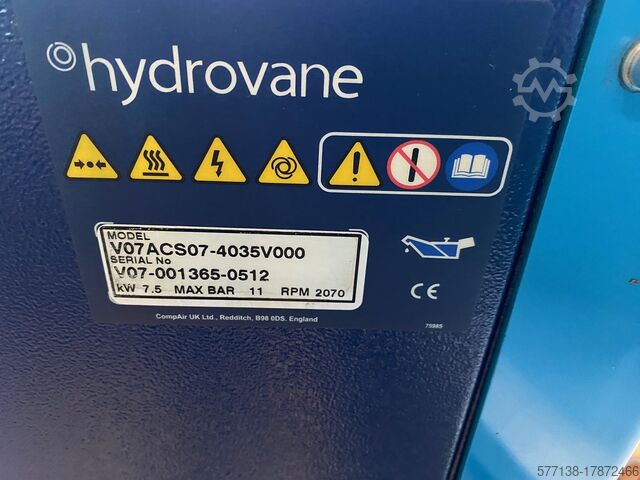 hydrovane
MODEL
V07ACS07-4035V000
SERIAL No
V07-001365-0512
kW 7.5 MAX BAR 11 RPM 2070
CompAir UK Ltd., Redditch, B98 0DS. England
75985
CE
577138-17872466